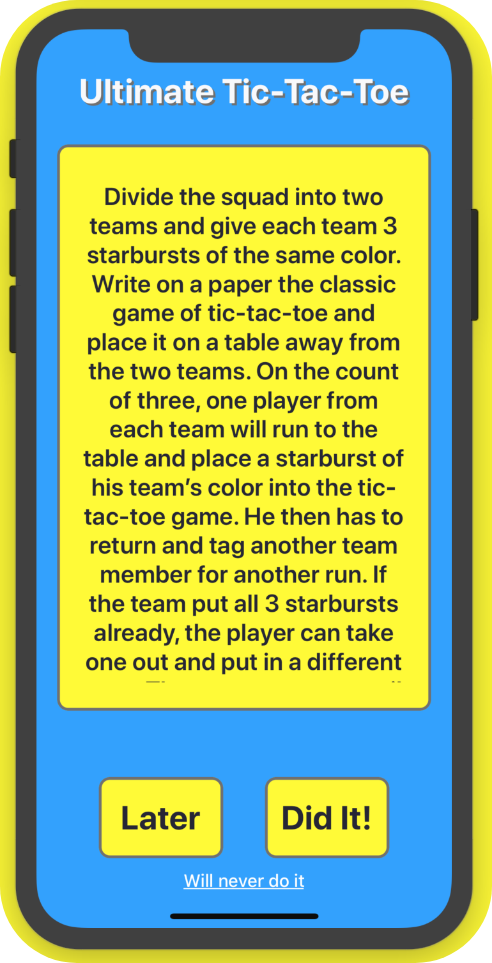 Ultimate Tic-Tac-Toe
Divide the squad into two
teams and give each team 3
starbursts of the same color.
Write on a paper the classic
game of tic-tac-toe and
place it on a table away from
the two teams. On the count
of three, one player from
each team will run to the
table and place a starburst of
his team’s color into the tic-
tac-toe game. He then has to
return and tag another team
member for another run. If
the team put all 3 starbursts
already, the player can take
one out and put in a different
Later
Did It!
Will never do it